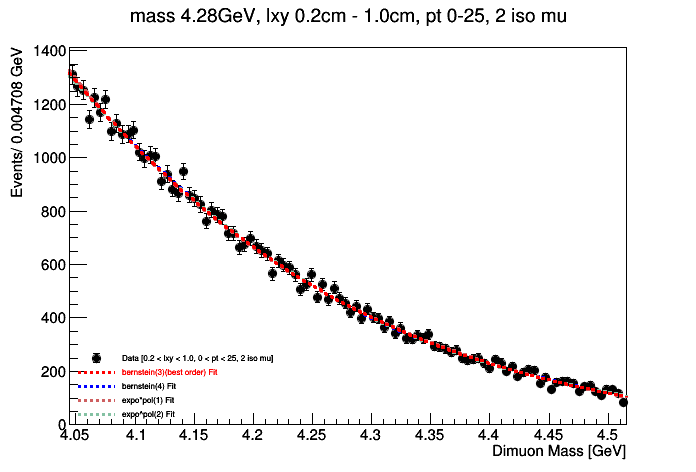 mass 4.28GeV, lxy 0.2cm - 1.0cm, pt 0-25, 2 iso mu
Events/ 0.004708 GeV
1400
1200
1000
800
600
400
200
0
Data [0.2 < lxy < 1.0, 0 < pt < 25, 2 iso mu]
bernstein(3)(best order) Fit
bernstein(4) Fit
expo*pol(1) Fit
expo*pol(2) Fit
4.05 4.1 4.15 4.2 4.25 4.3 4.35 4.4 4.45 4.5
Dimuon Mass [GeV]